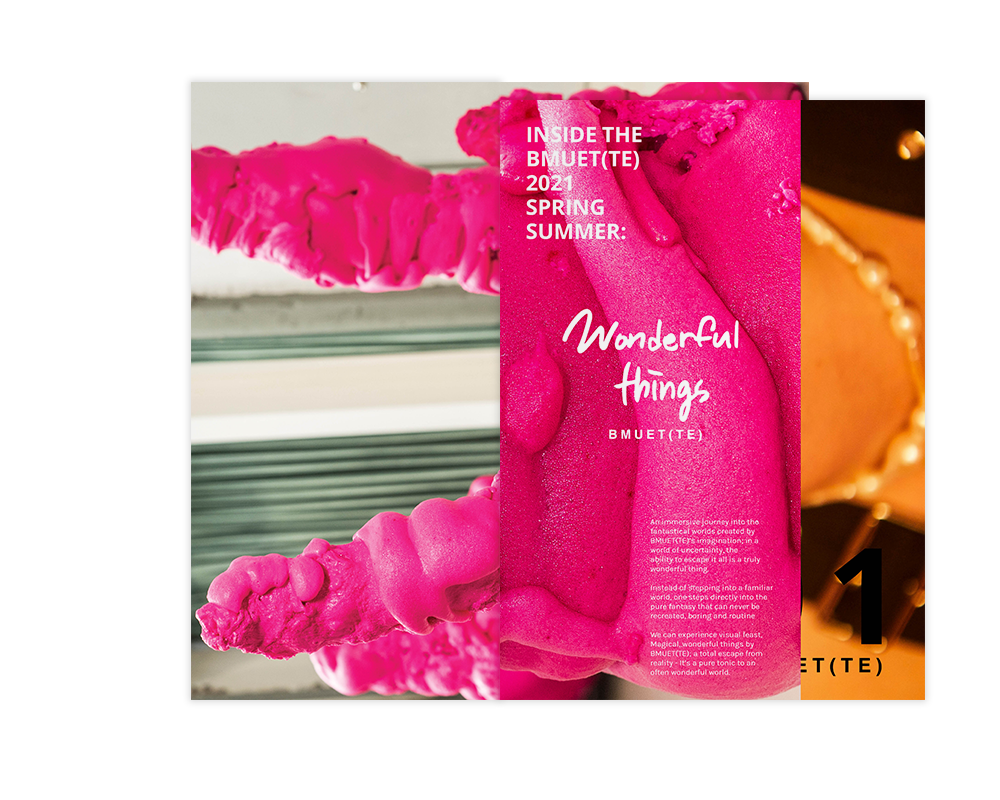 INSIDE THE
BMUET(TE)
2021
SPRING
SUMMER:
Wonderful
things
BMUET(TE)
An immersive journey into the
fantastical worlds created by
BMUET(TE)'s imagination; in a
world of uncertainty, the
ability to escape it all is a truly
wonderful thing.
Instead of stepping into a familiar
world, one steps directly into the
pure fantasy that can never be
recreated, boring and routine
We can experience visual feast,
Magical, wonderful things by
BMUET(TE); a total escape from
reality - it's a pure tonic to an
often wonderful world.
1
ET(TE)